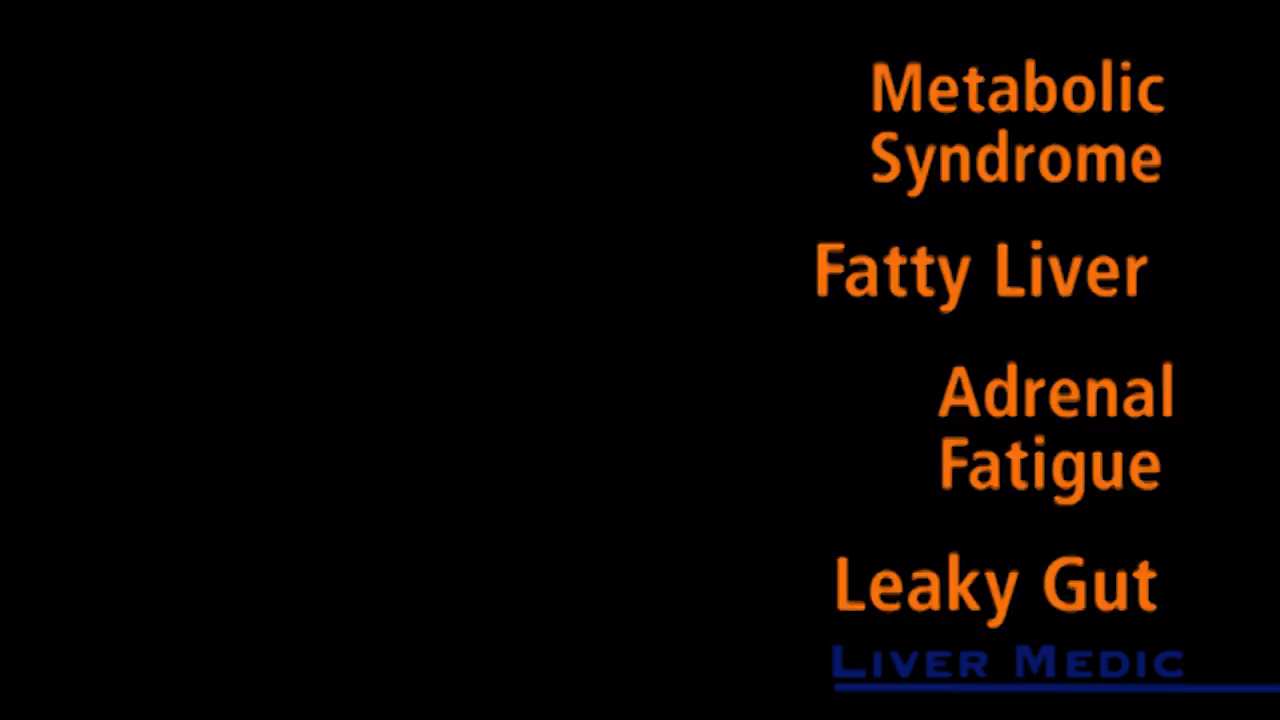 Metabolic
Syndrome
Fatty Liver
Adrenal
Fatigue
Leaky Gut
LIVER MEDIC